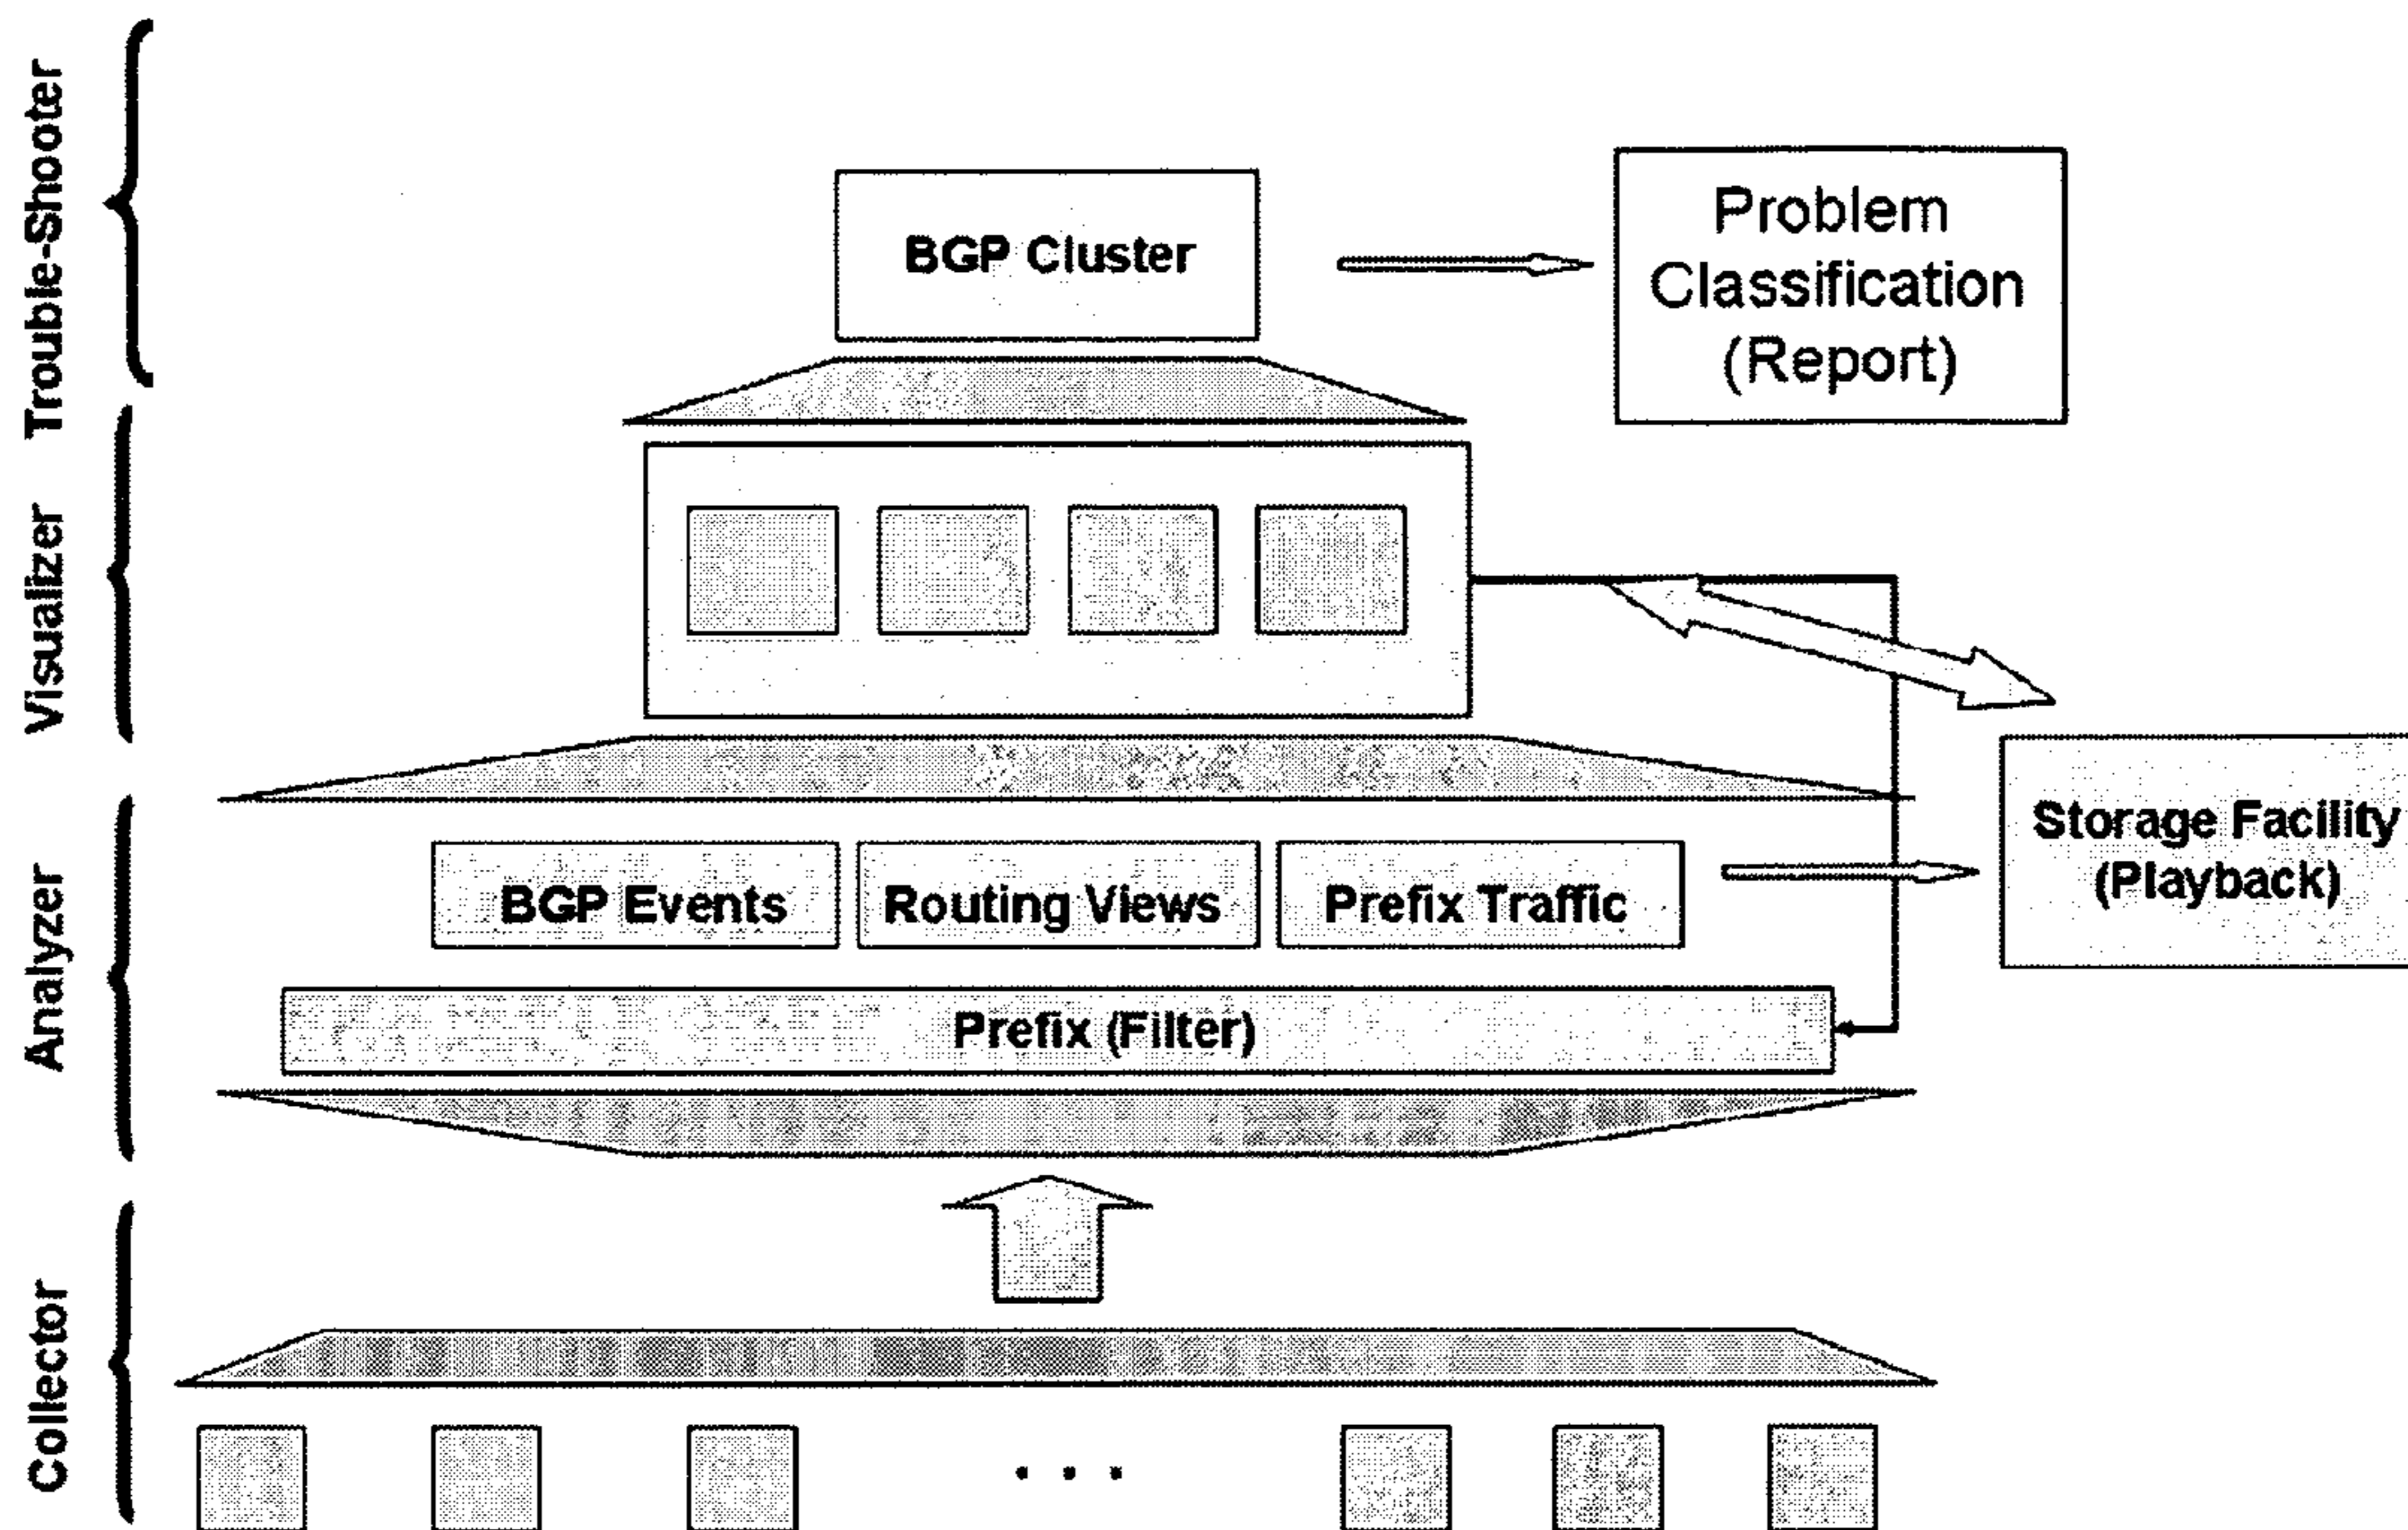 Trouble-Shooter
BGP Cluster
Problem
Classification
(Report)
Visualizer
Analyzer
BGP Events
Routing Views
Prefix Traffic
Storage Facility
(Playback)
Prefix (Filter)
Collector
. . .